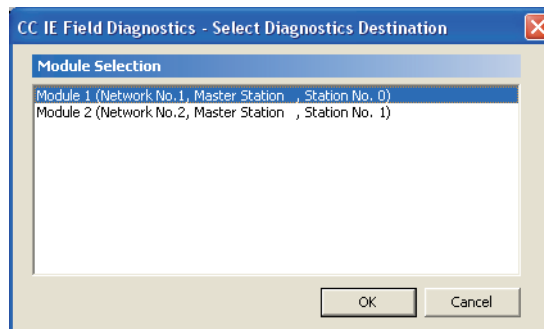 CC IE Field Diagnostics - Select Diagnostics Destination
Module Selection
Module 1 (Network No.1, Master Station , Station No. 0)
Module 2 (Network No.2, Master Station , Station No. 1)
OK Cancel